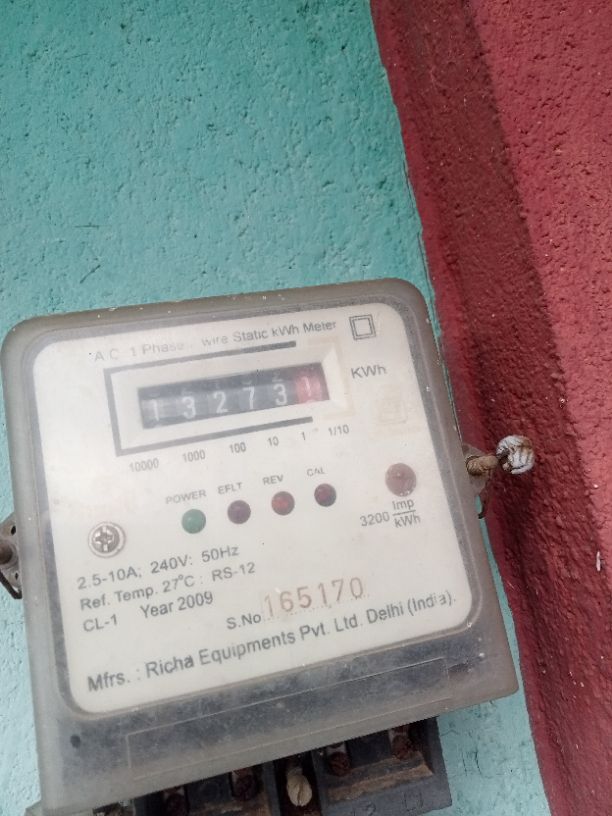 A.C. 1 Phase wire Static kWh Meter
132731
KWh
10000 1000 100 10 1 1/10
POWER EFLT REV CAL
3200 Imp/kWh
2.5-10A; 240V: 50Hz
Ref. Temp. 27°C : RS-12
CL-1 Year 2009
S.No 165170
Mfrs. : Richa Equipments Pvt. Ltd. Delhi (India).